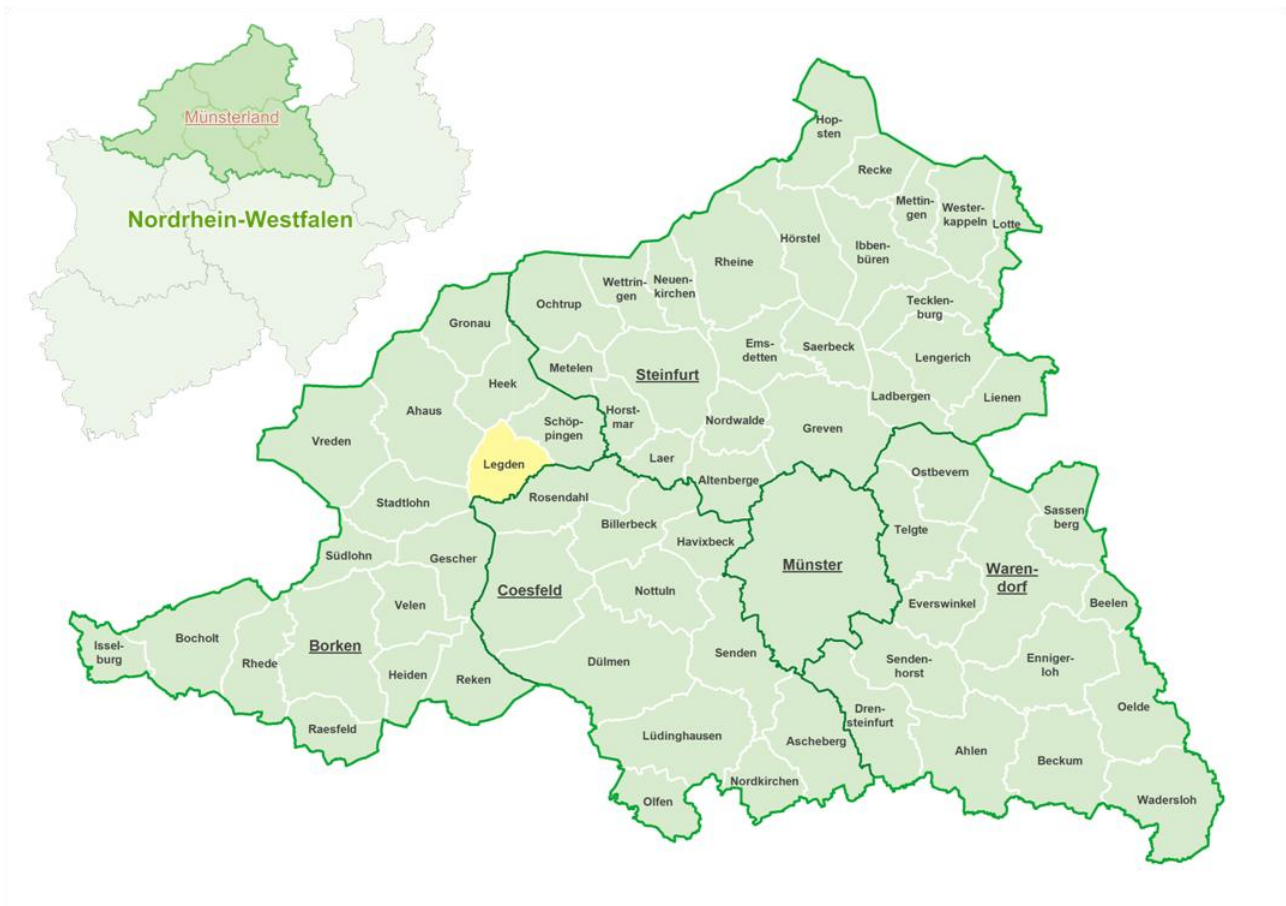 Münsterland
Nordrhein-Westfalen
Hop-
sten
Recke
Mettin-
gen
Wester-
kappeln
Lotte
Hörstel
Ibben-
büren
Rheine
Neuen-
kirchen
Wettrin-
gen
Ochtrup
Tecklen-
burg
Gronau
Ems-
detten
Saerbeck
Lengerich
Metelen
Steinfurt
Heek
Ladbergen
Lienen
Ahaus
Horst-
mar
Nordwalde
Greven
Schöp-
pingen
Vreden
Laer
Legden
Altenberge
Ostbevern
Rosendahl
Stadtlohn
Billerbeck
Sassen
berg
Telgte
Havixbeck
Südlohn
Gescher
Münster
Waren-
dorf
Coesfeld
Nottuln
Velen
Everswinkel
Beelen
Issel-
burg
Bocholt
Rhede
Borken
Heiden
Reken
Dülmen
Senden
Senden-
horst
Enniger-
loh
Oelde
Raesfeld
Dren-
steinfurt
Lüdinghausen
Ascheberg
Ahlen
Beckum
Nordkirchen
Olfen
Wadersloh